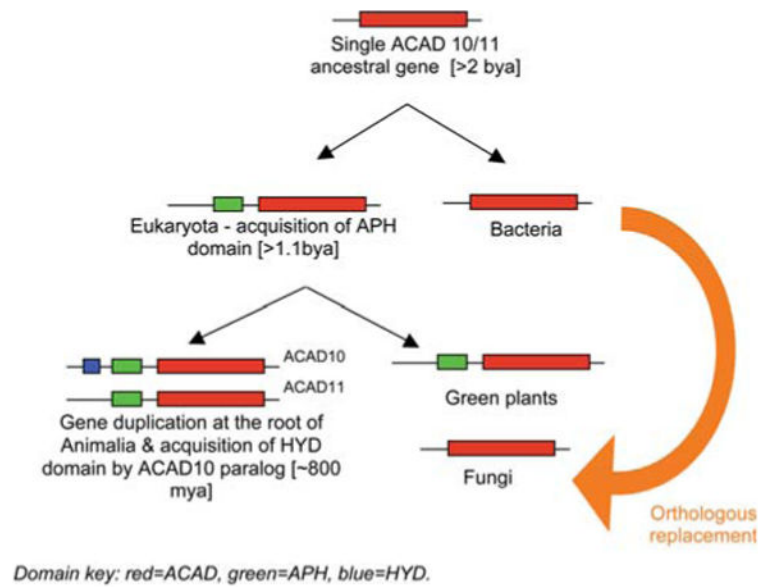 Single ACAD 10/11
ancestral gene [>2 bya]
Eukaryota - acquisition of APH
domain [>1.1bya]
Bacteria
ACAD10
ACAD11
Gene duplication at the root of
Animalia & acquisition of HYD
domain by ACAD10 paralog [~800
mya]
Green plants
Fungi
Orthologous
replacement
Domain key: red=ACAD, green=APH, blue=HYD.